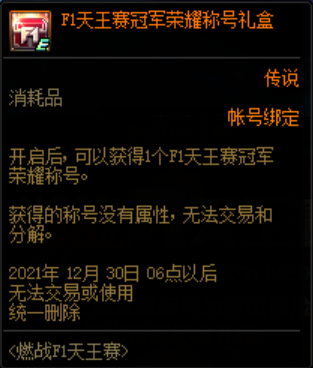 F1天王赛冠军荣耀称号礼盒
F1
E
传说
消耗品
帐号绑定
开启后, 可以获得1个F1天王赛冠军
荣耀称号。
获得的称号没有属性, 无法交易和
分解。
2021年 12月 30日 06点以后
无法交易或使用
统一删除
<燃战F1天王赛>